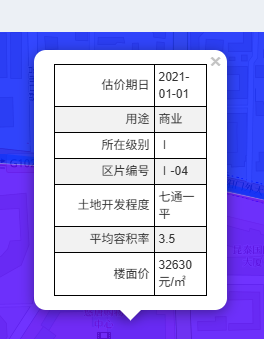 ×
估价期日 2021-
01-01
用途 商业
所在级别 Ⅰ
区片编号 Ⅰ-04
土地开发程度 七通一
平
平均容积率 3.5
楼面价 32630
元/㎡